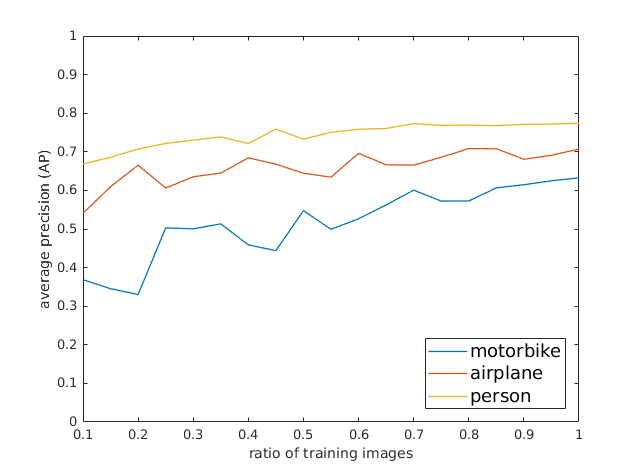 1
0.9
0.8
0.7
0.6
0.5
0.4
0.3
0.2
0.1
0
average precision (AP)
motorbike
airplane
person
0.1 0.2 0.3 0.4 0.5 0.6 0.7 0.8 0.9 1
ratio of training images